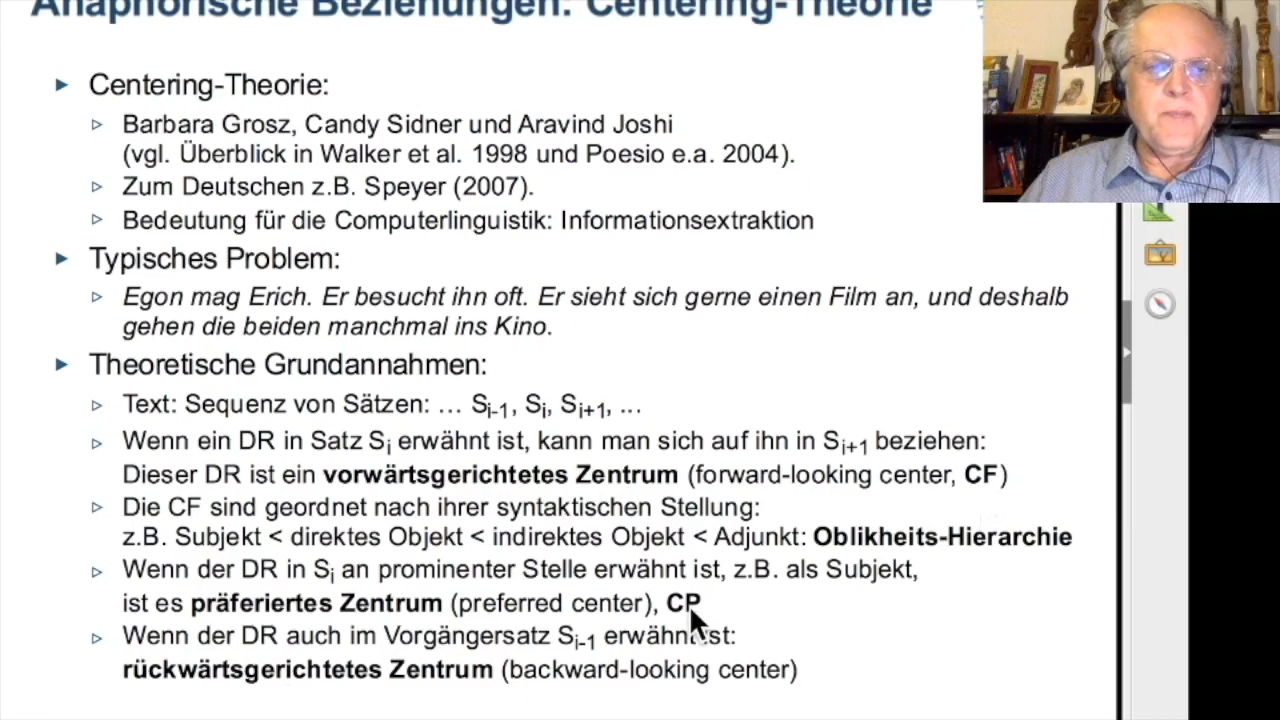 Anaphorische Beziehungen: Centering-Theorie
► Centering-Theorie:
▷ Barbara Grosz, Candy Sidner und Aravind Joshi
(vgl. Überblick in Walker et al. 1998 und Poesio e.a. 2004).
▷ Zum Deutschen z.B. Speyer (2007).
▷ Bedeutung für die Computerlinguistik: Informationsextraktion
► Typisches Problem:
▷ Egon mag Erich. Er besucht ihn oft. Er sieht sich gerne einen Film an, und deshalb
gehen die beiden manchmal ins Kino.
► Theoretische Grundannahmen:
▷ Text: Sequenz von Sätzen: … Si-1, Si, Si+1, ...
▷ Wenn ein DR in Satz Si erwähnt ist, kann man sich auf ihn in Si+1 beziehen:
Dieser DR ist ein vorwärtsgerichtetes Zentrum (forward-looking center, CF)
▷ Die CF sind geordnet nach ihrer syntaktischen Stellung:
z.B. Subjekt < direktes Objekt < indirektes Objekt < Adjunkt: Oblikheits-Hierarchie
▷ Wenn der DR in Si an prominenter Stelle erwähnt ist, z.B. als Subjekt,
ist es präferiertes Zentrum (preferred center), CP
▷ Wenn der DR auch im Vorgängersatz Si-1 erwähnt ist:
rückwärtsgerichtetes Zentrum (backward-looking center)